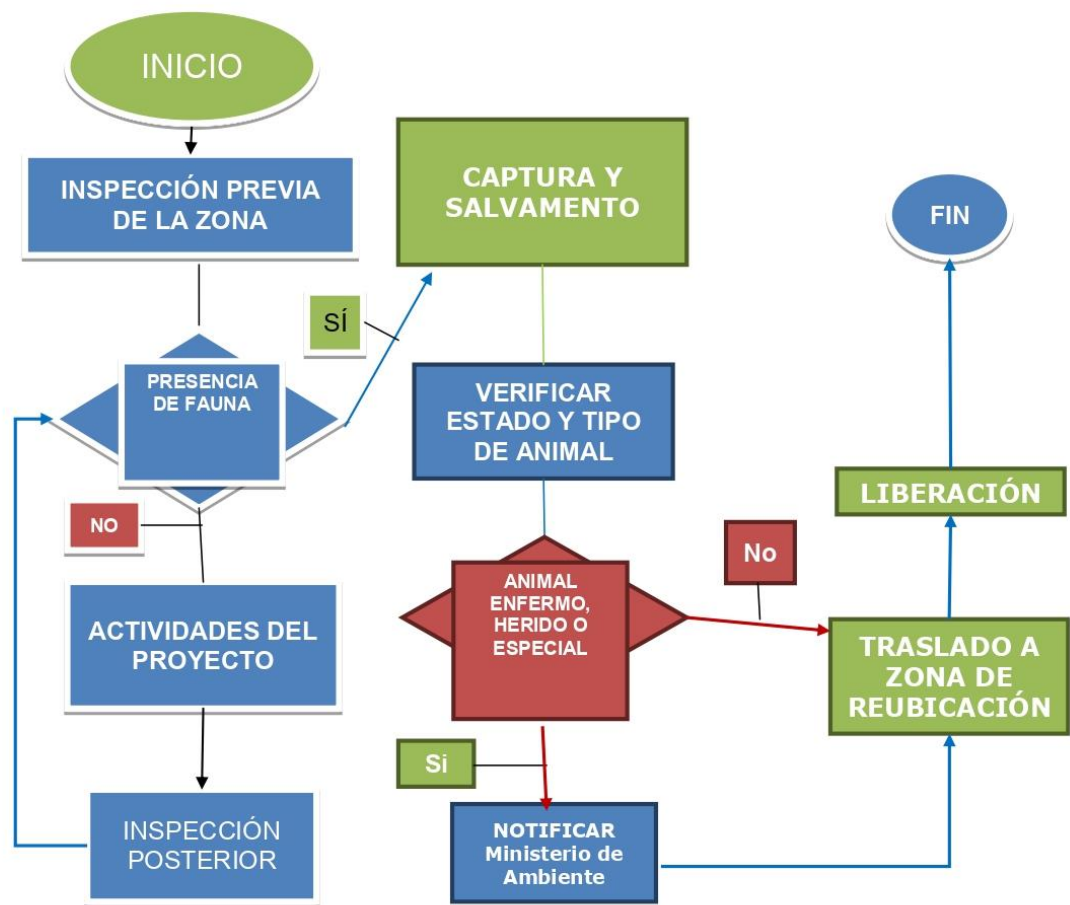 INICIO
INSPECCIÓN PREVIA
DE LA ZONA
PRESENCIA
DE FAUNA
SÍ
NO
ACTIVIDADES DEL
PROYECTO
INSPECCIÓN
POSTERIOR
CAPTURA Y
SALVAMENTO
VERIFICAR
ESTADO Y TIPO
DE ANIMAL
ANIMAL
ENFERMO,
HERIDO O
ESPECIAL
No
Si
NOTIFICAR
Ministerio de
Ambiente
TRASLADO A
ZONA DE
REUBICACIÓN
LIBERACIÓN
FIN